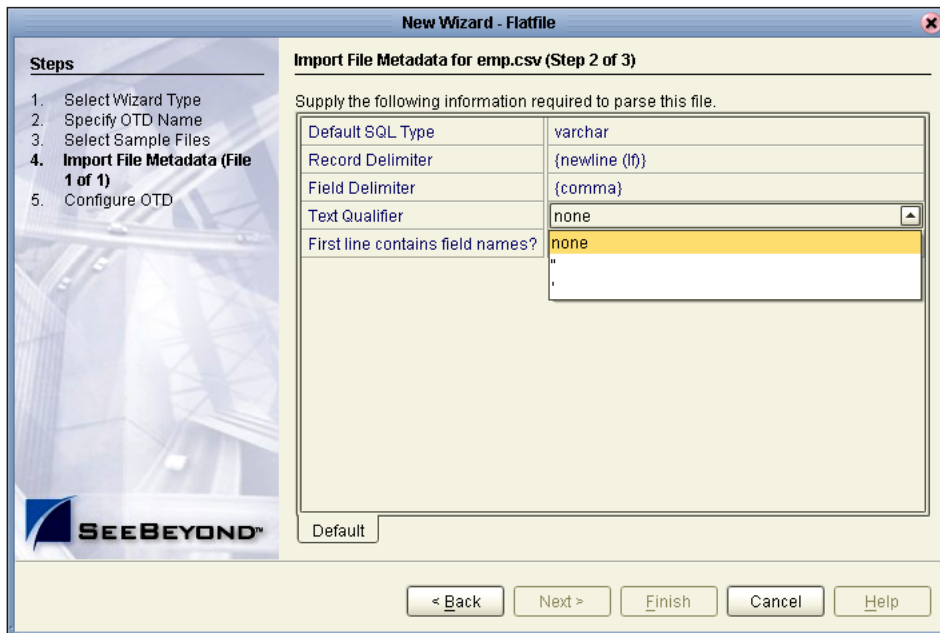 New Wizard - Flatfile
Steps
1. Select Wizard Type
2. Specify OTD Name
3. Select Sample Files
4. Import File Metadata (File
1 of 1)
5. Configure OTD
SEEBEYOND™
Import File Metadata for emp.csv (Step 2 of 3)
Supply the following information required to parse this file.
Default SQL Type varchar
Record Delimiter {newline (lf)}
Field Delimiter {comma}
Text Qualifier none
First line contains field names? none
"
'
Default
< Back Next > Finish Cancel Help